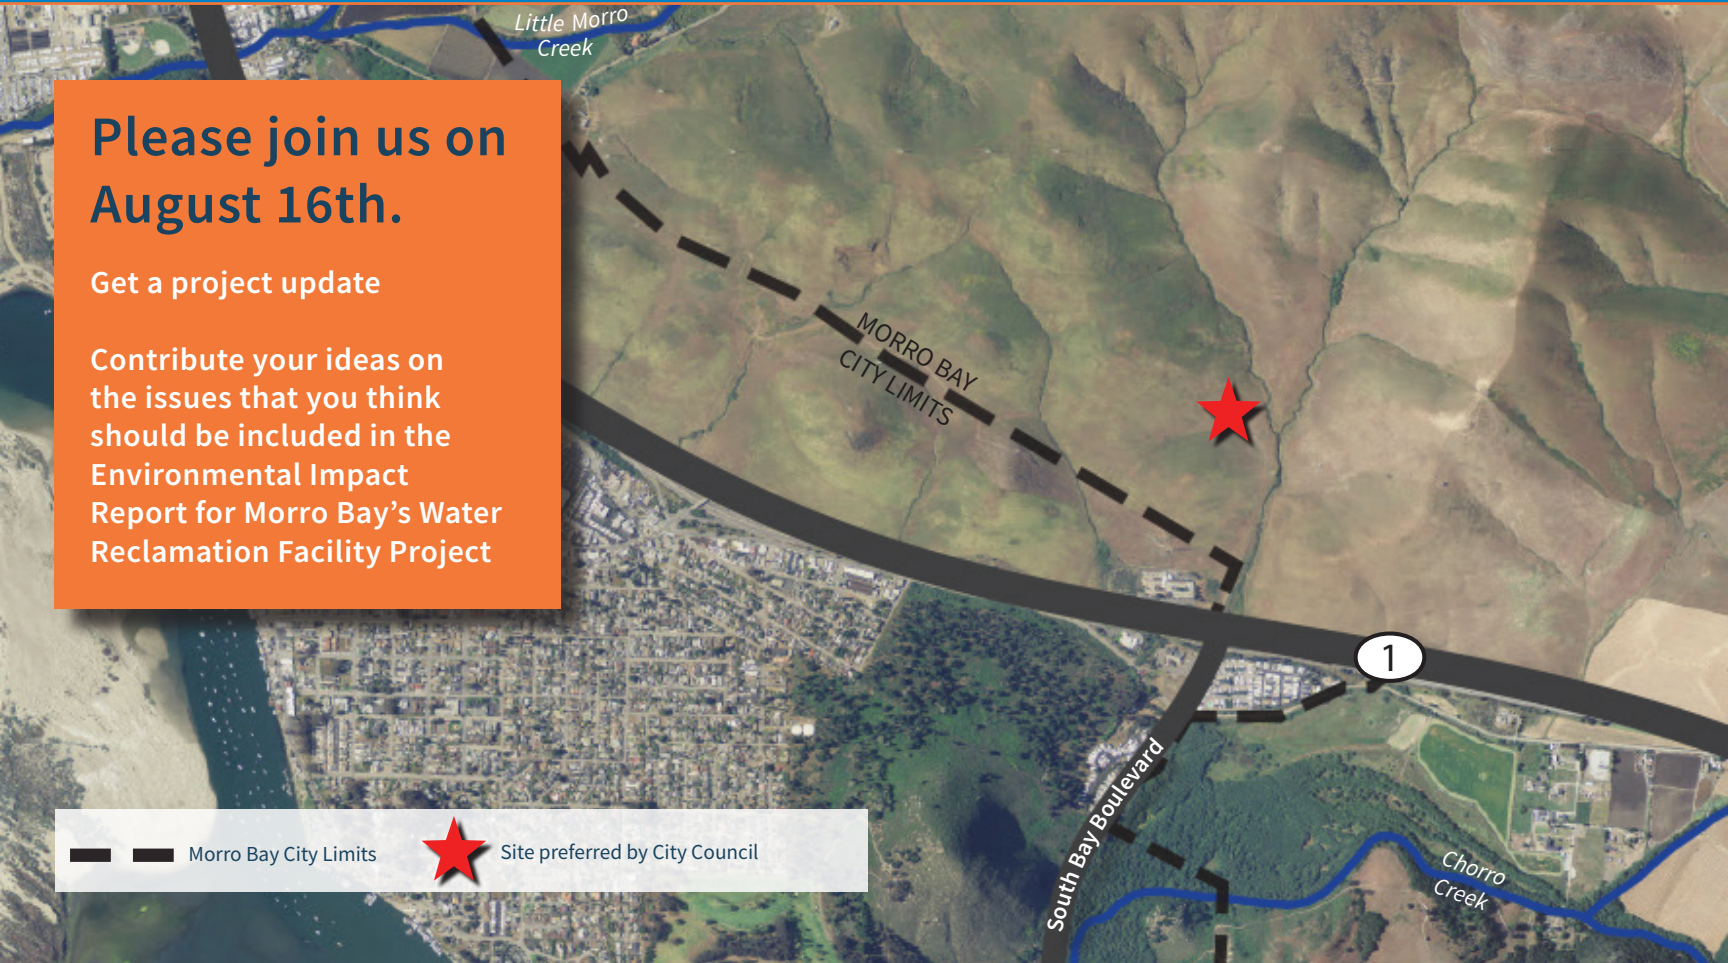 Little Morro
Creek
Please join us on
August 16th.
Get a project update
Contribute your ideas on
the issues that you think
should be included in the
Environmental Impact
Report for Morro Bay’s Water
Reclamation Facility Project
MORRO BAY
CITY LIMITS
1
South Bay Boulevard
Chorro
Creek
Morro Bay City Limits
Site preferred by City Council